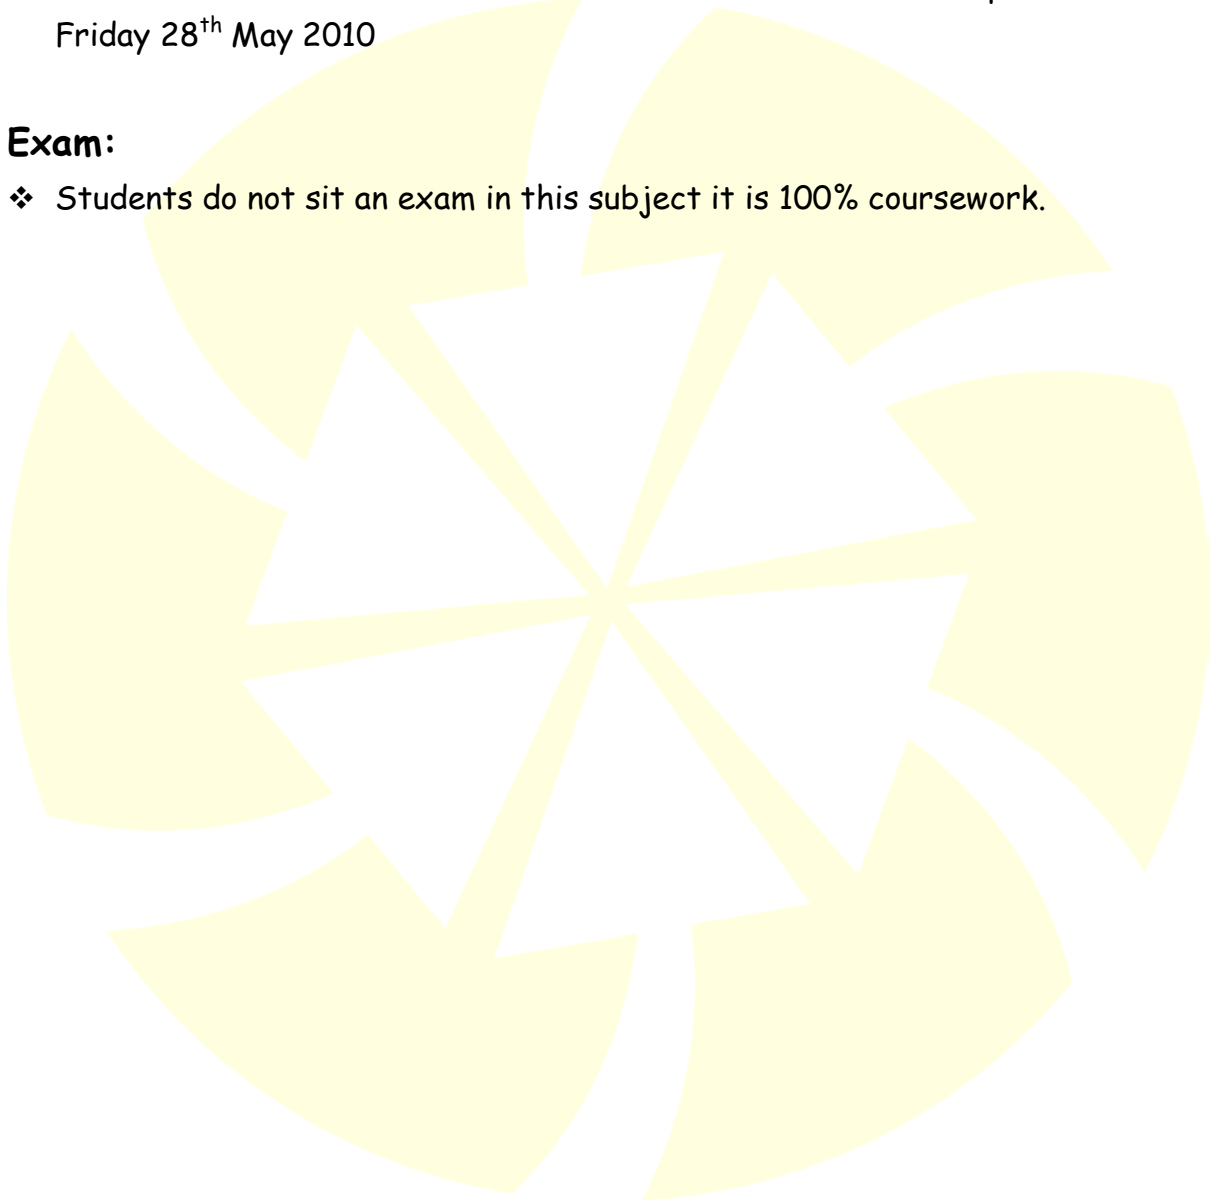 Friday 28th May 2010
Exam:
❖ Students do not sit an exam in this subject it is 100% coursework.